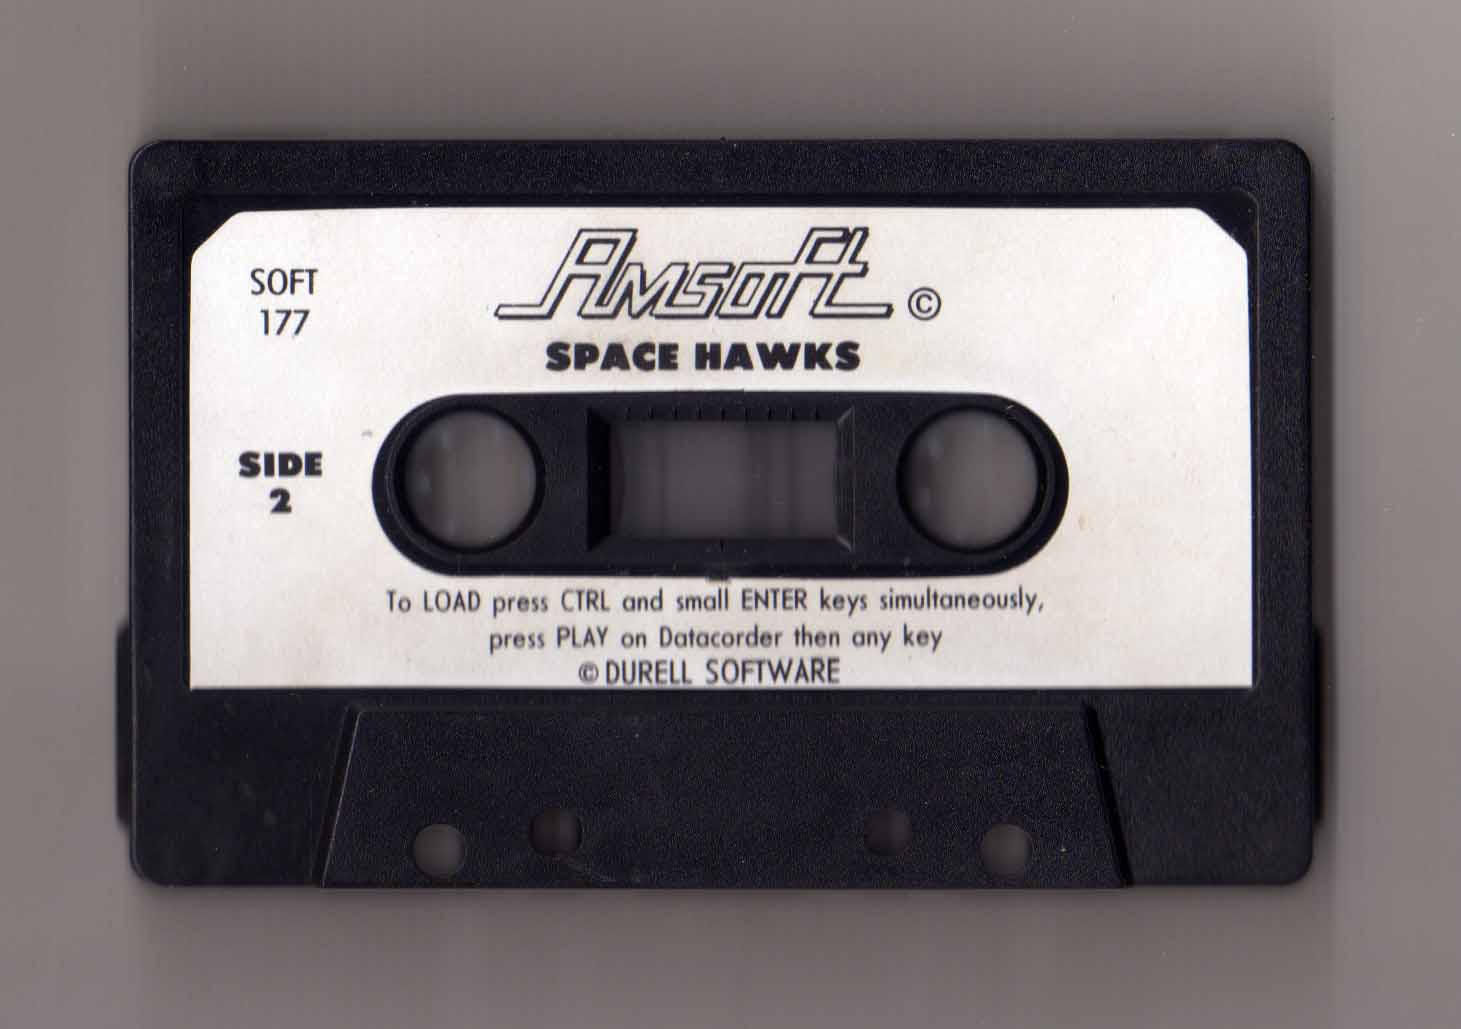 Amsoft ©
SOFT
177
SPACE HAWKS
SIDE
2
To LOAD press CTRL and small ENTER keys simultaneously,
press PLAY on Datacorder then any key
© DURELL SOFTWARE